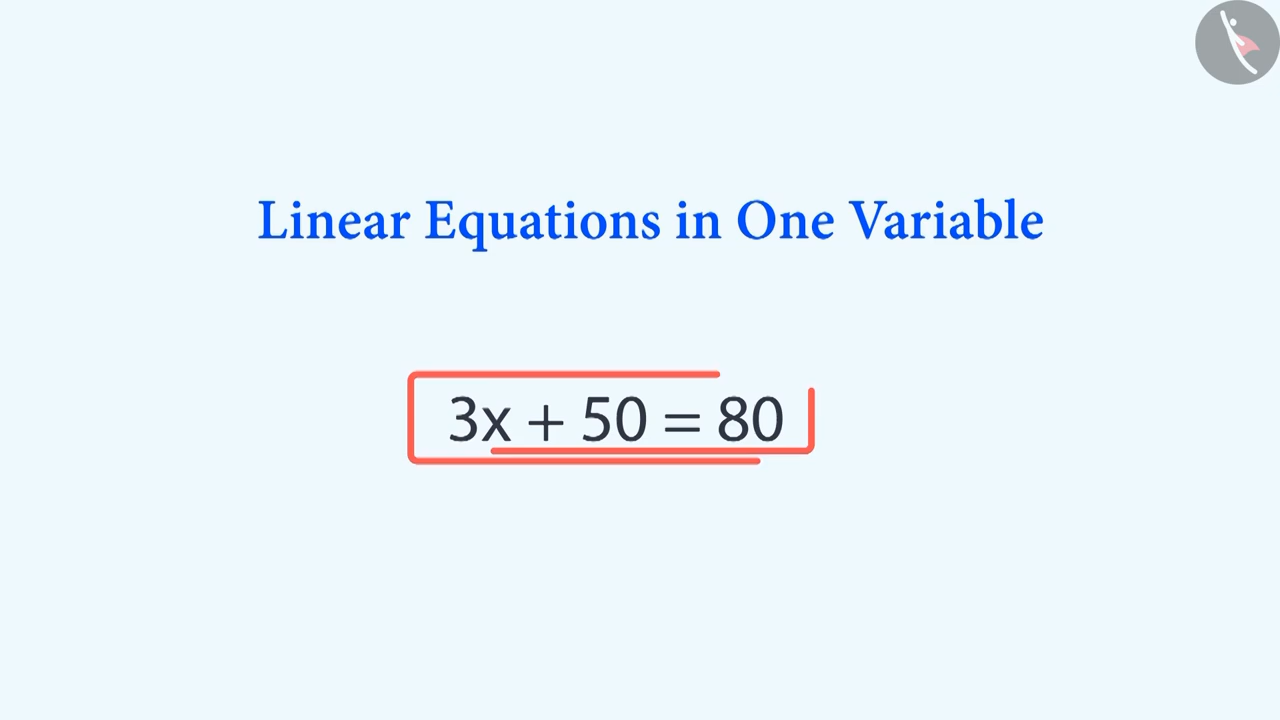 Linear Equations in One Variable
3x + 50 = 80